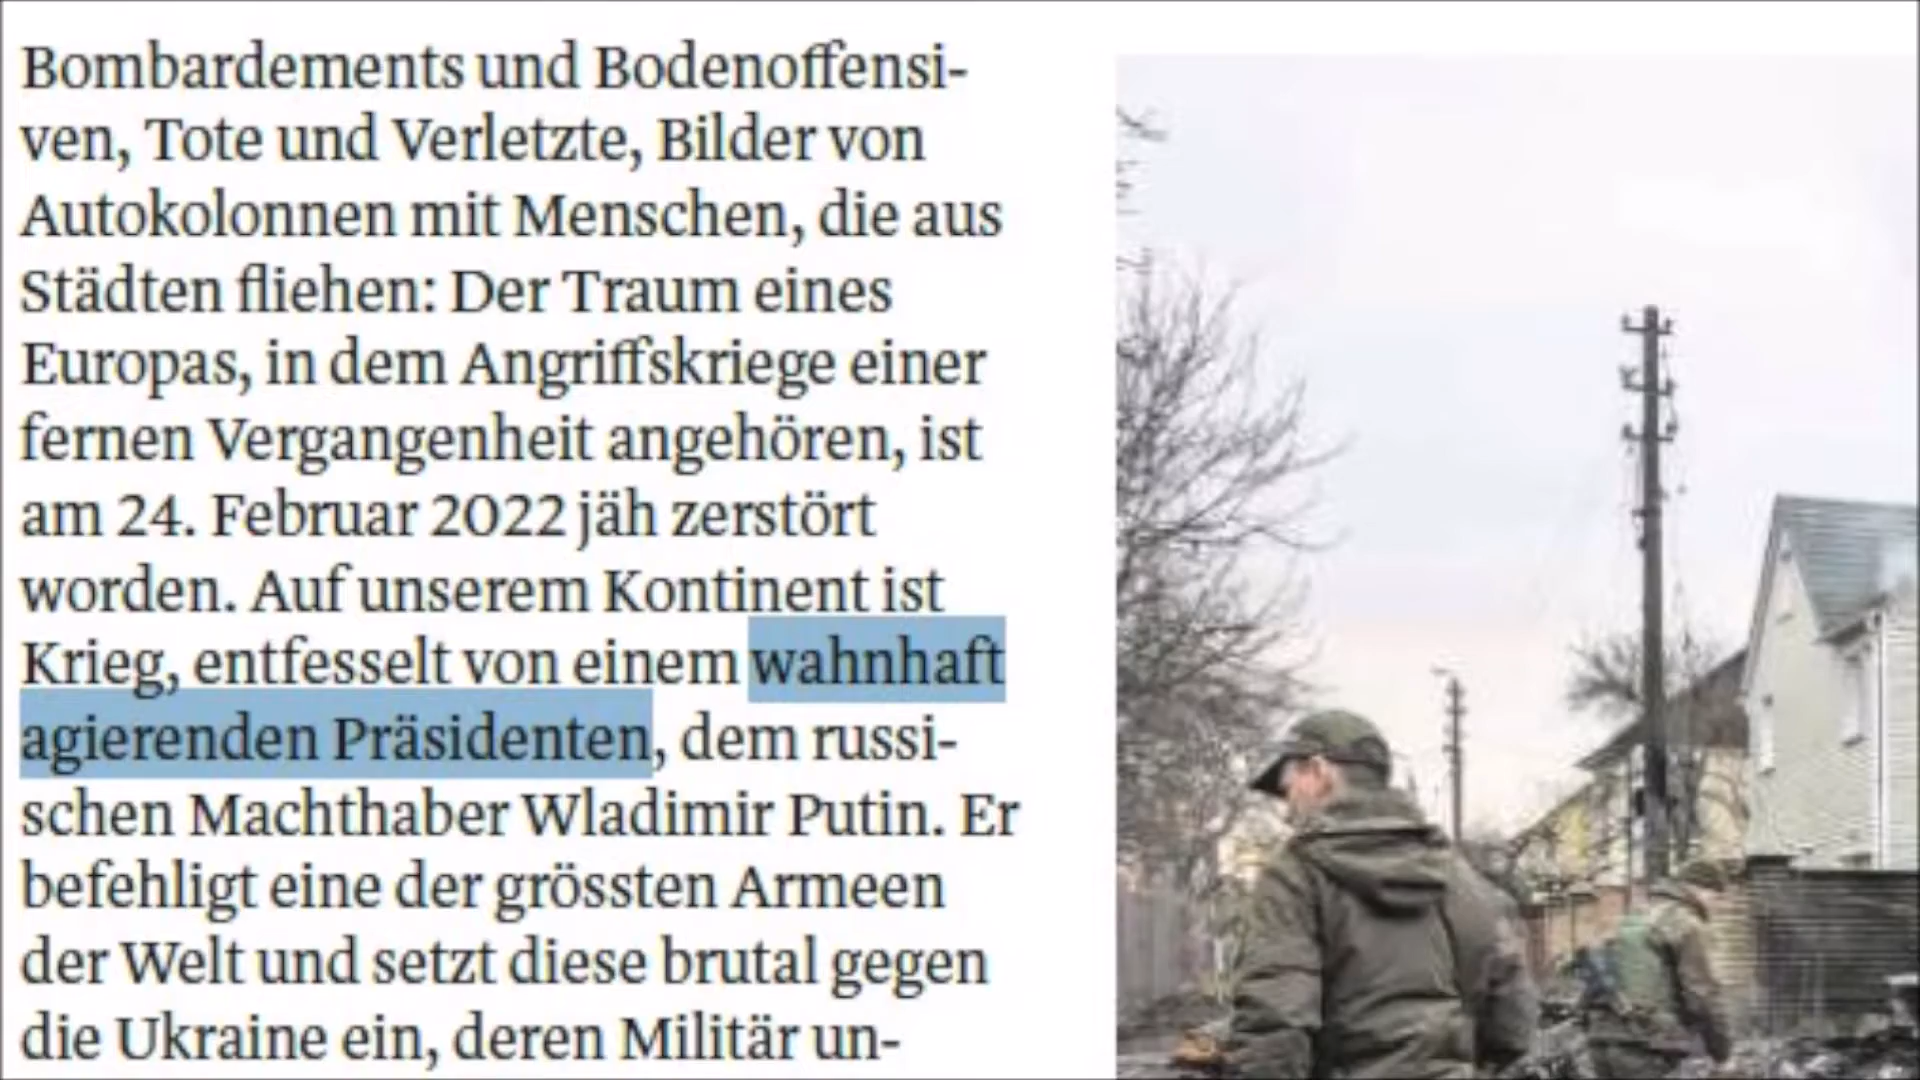 Bombardements und Bodenoffensi-
ven, Tote und Verletzte, Bilder von
Autokolonnen mit Menschen, die aus
Städten fliehen: Der Traum eines
Europas, in dem Angriffskriege einer
fernen Vergangenheit angehören, ist
am 24. Februar 2022 jäh zerstört
worden. Auf unserem Kontinent ist
Krieg, entfesselt von einem wahnhaft
agierenden Präsidenten, dem russi-
schen Machthaber Wladimir Putin. Er
befehligt eine der grössten Armeen
der Welt und setzt diese brutal gegen
die Ukraine ein, deren Militär un-